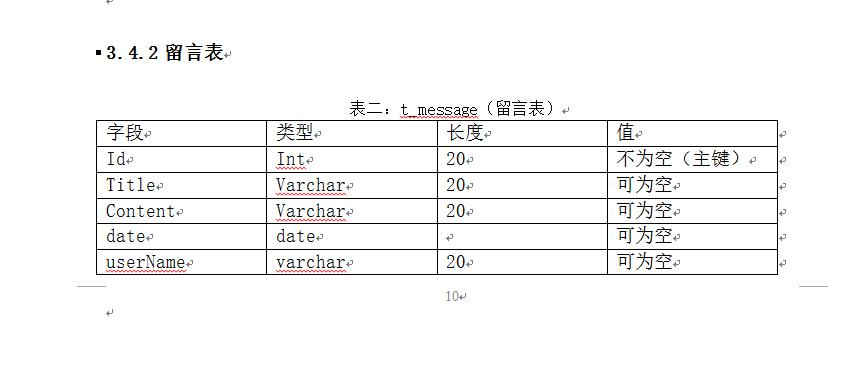 3.4.2 留言表
表二：t_message（留言表）
字段 类型 长度 值
Id Int 20 不为空（主键）
Title Varchar 20 可为空
Content Varchar 20 可为空
date date 可为空
userName varchar 20 可为空
10